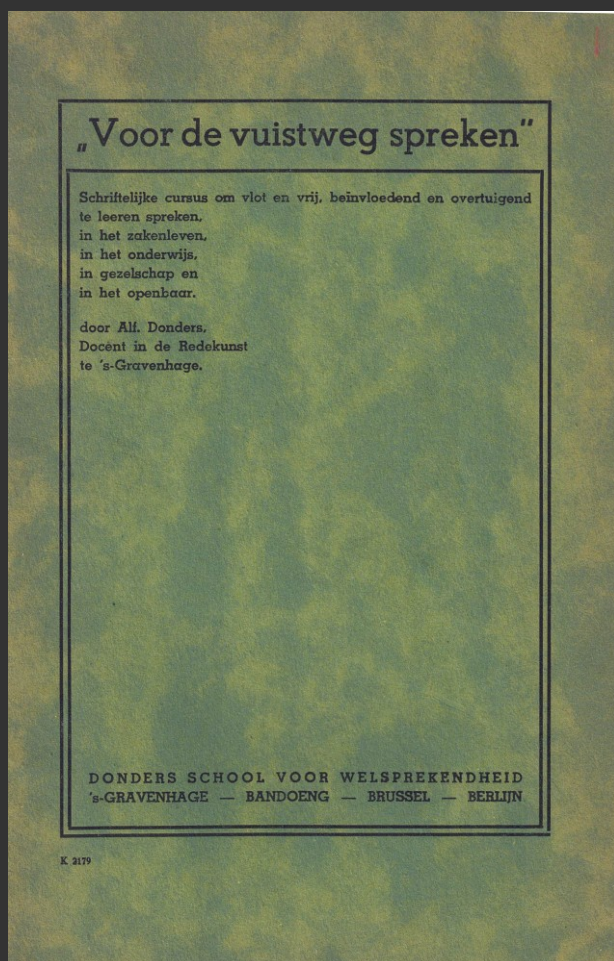 „Voor de vuistweg spreken"
Schriftelijke cursus om vlot en vrij, beïnvloedend en overtuigend
te leeren spreken,
in het zakenleven,
in het onderwijs,
in gezelschap en
in het openbaar.
door Alf. Donders,
Docent in de Redekunst
te 's-Gravenhage.
DONDERS SCHOOL VOOR WELSPREKENDHEID
's-GRAVENHAGE — BANDOENG — BRUSSEL — BERLIJN
K 2179